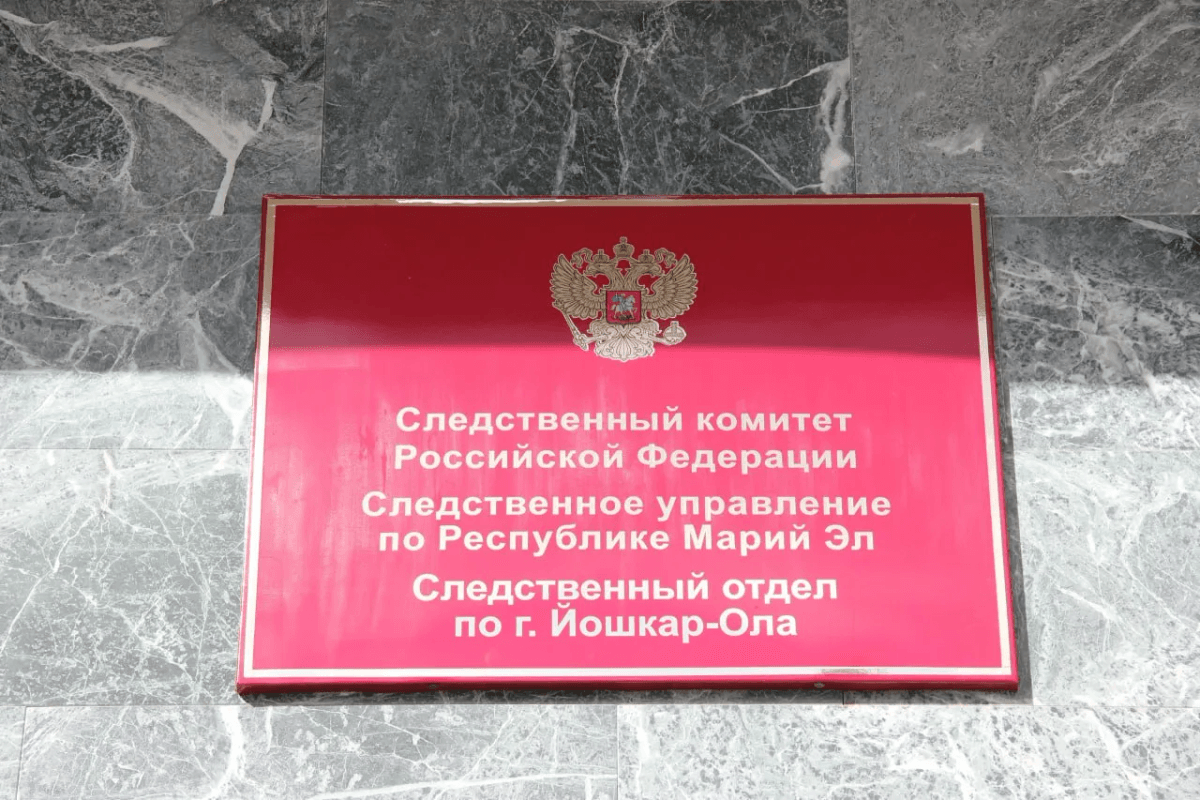 Следственный комитет
Российской Федерации
Следственное управление
по Республике Марий Эл
Следственный отдел
по г. Йошкар-Ола